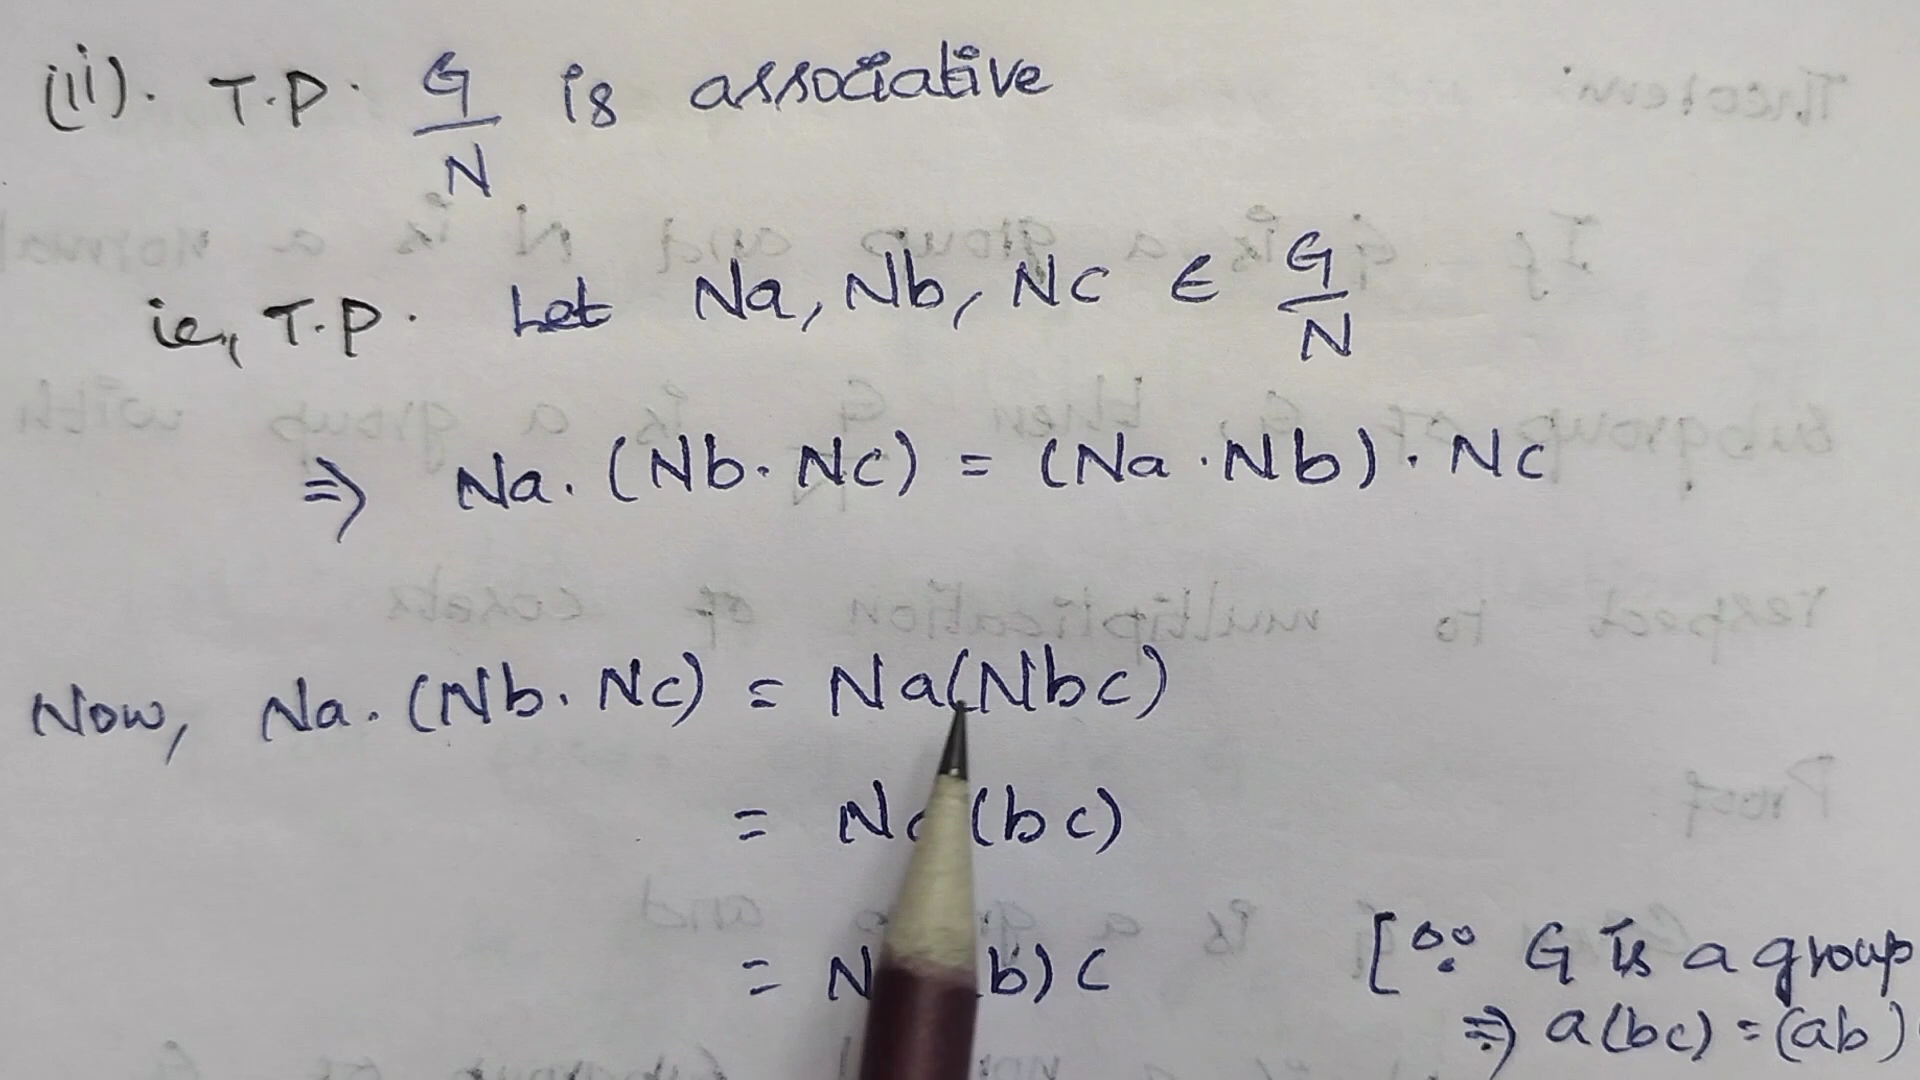 (ii). T.P. G/N is associative
ie, T.P. Let Na, Nb, Nc ∈ G/N
⇒ Na. (Nb. Nc) = (Na . Nb) . Nc
Now, Na. (Nb. Nc) = Na(Nbc)
= Na(bc)
= N b) c [∵ G is a group
⇒ a(bc) = (ab)